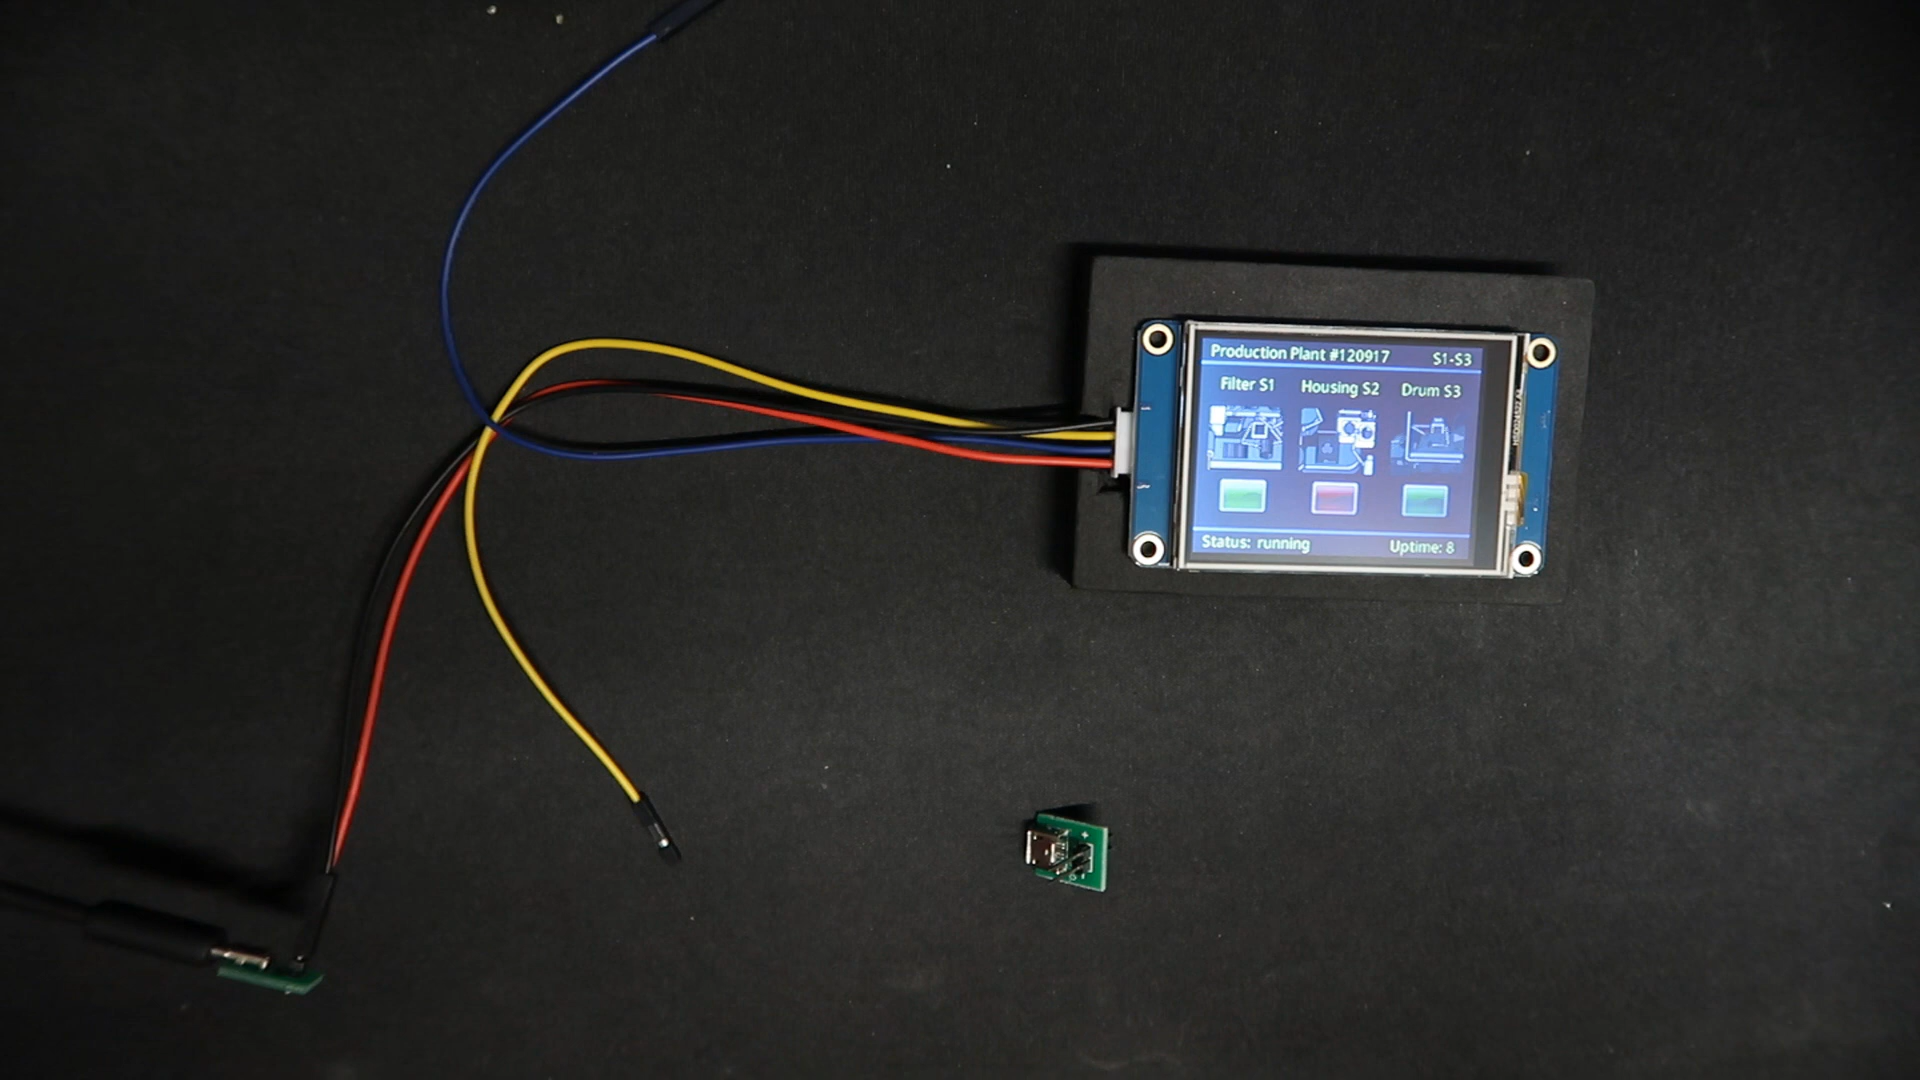 Production Plant #120917 S1-S3
Filter S1 Housing S2 Drum S3
Status: running Uptime: 8
+